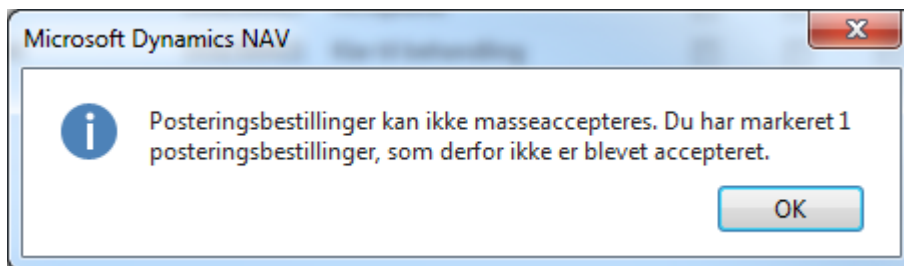 Microsoft Dynamics NAV
Posteringsbestillinger kan ikke masseaccepteres. Du har markeret 1
posteringsbestillinger, som derfor ikke er blevet accepteret.
OK